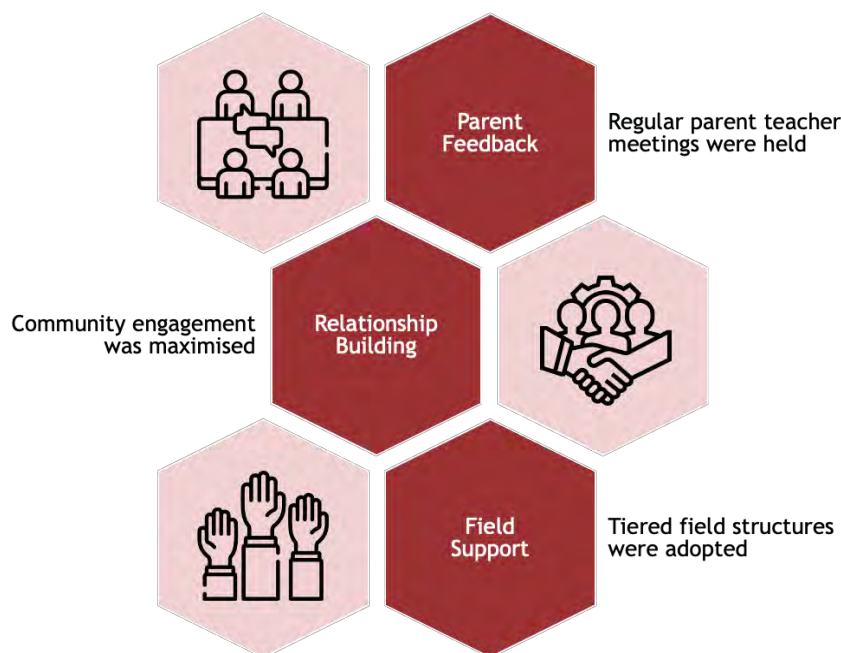 Parent
Feedback
Regular parent teacher
meetings were held
Community engagement
was maximised
Relationship
Building
Field
Support
Tiered field structures
were adopted